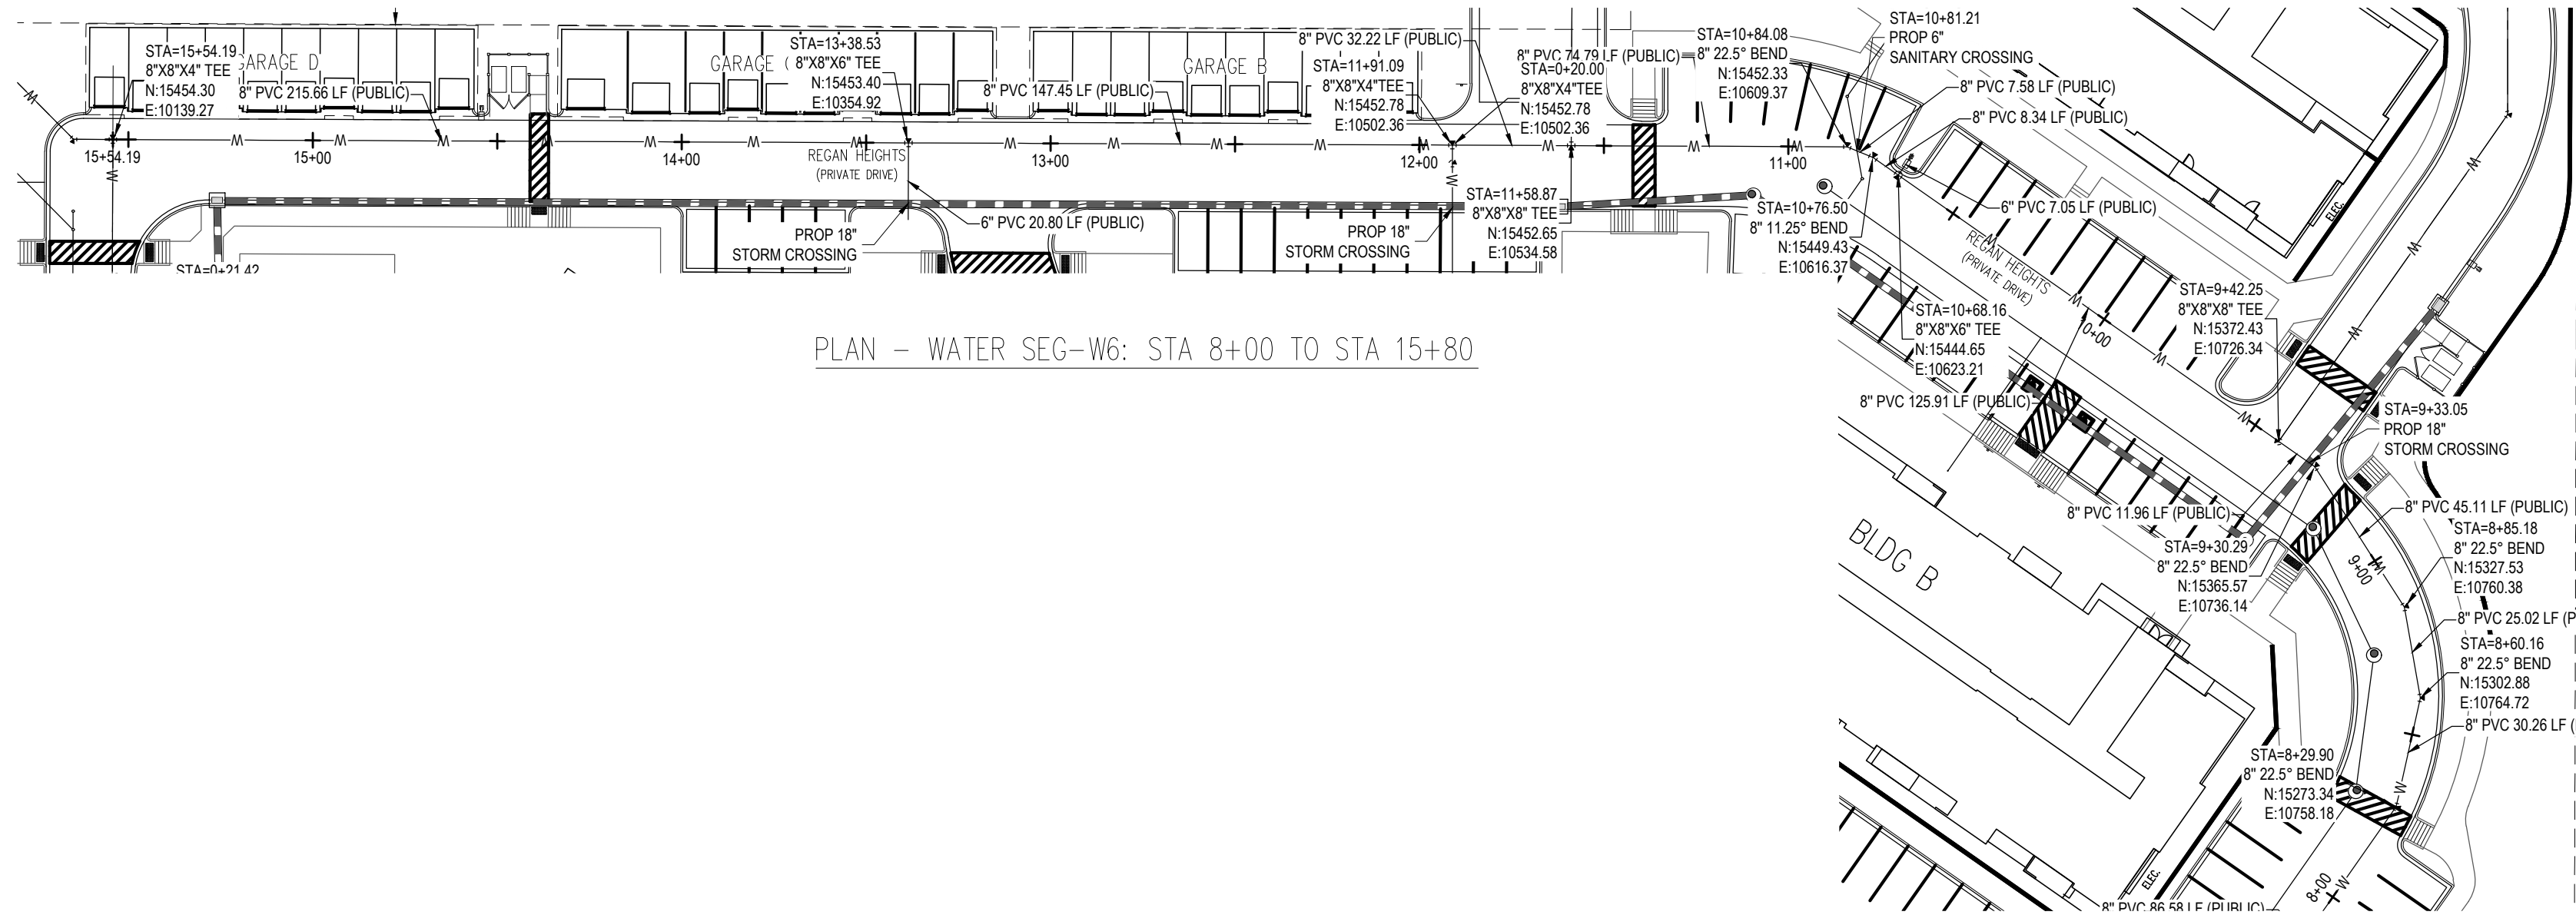 STA=15+54.19
8"X8"X4" TEE
N:15454.30
E:10139.27
GARAGE D
8" PVC 215.66 LF (PUBLIC)
STA=13+38.53
8"X8"X6" TEE
N:15453.40
E:10354.92
GARAGE
8" PVC 147.45 LF (PUBLIC)
GARAGE B
8" PVC 32.22 LF (PUBLIC)
STA=11+91.09
8"X8"X4"TEE
N:15452.78
E:10502.36
8" PVC 74.79 LF (PUBLIC)
STA=0+20.00
8"X8"X4"TEE
N:15452.78
E:10502.36
STA=10+84.08
8" 22.5° BEND
N:15452.33
E:10609.37
STA=10+81.21
PROP 6"
SANITARY CROSSING
8" PVC 7.58 LF (PUBLIC)
8" PVC 8.34 LF (PUBLIC)
6" PVC 7.05 LF (PUBLIC)
15+54.19
15+00
14+00
13+00
12+00
11+00
REGAN HEIGHTS
(PRIVATE DRIVE)
6" PVC 20.80 LF (PUBLIC)
PROP 18"
STORM CROSSING
PROP 18"
STORM CROSSING
STA=11+58.87
8"X8"X8" TEE
N:15452.65
E:10534.58
STA=10+76.50
8" 11.25° BEND
N:15449.43
E:10616.37
STA=0+21.42
ELEC.
REGAN HEIGHTS
(PRIVATE DRIVE)
10+00
STA=10+68.16
8"X8"X6" TEE
N:15444.65
E:10623.21
STA=9+42.25
8"X8"X8" TEE
N:15372.43
E:10726.34
PLAN - WATER SEG-W6: STA 8+00 TO STA 15+80
8" PVC 125.91 LF (PUBLIC)
STA=9+33.05
PROP 18"
STORM CROSSING
8" PVC 11.96 LF (PUBLIC)
8" PVC 45.11 LF (PUBLIC)
STA=9+30.29
8" 22.5° BEND
N:15365.57
E:10736.14
BLDG B
9+00
STA=8+85.18
8" 22.5° BEND
N:15327.53
E:10760.38
8" PVC 25.02 LF (P
STA=8+60.16
8" 22.5° BEND
N:15302.88
E:10764.72
8" PVC 30.26 LF (
STA=8+29.90
8" 22.5° BEND
N:15273.34
E:10758.18
ELEC.
8+00
8" PVC 86.58 LF (PUBLIC)
W